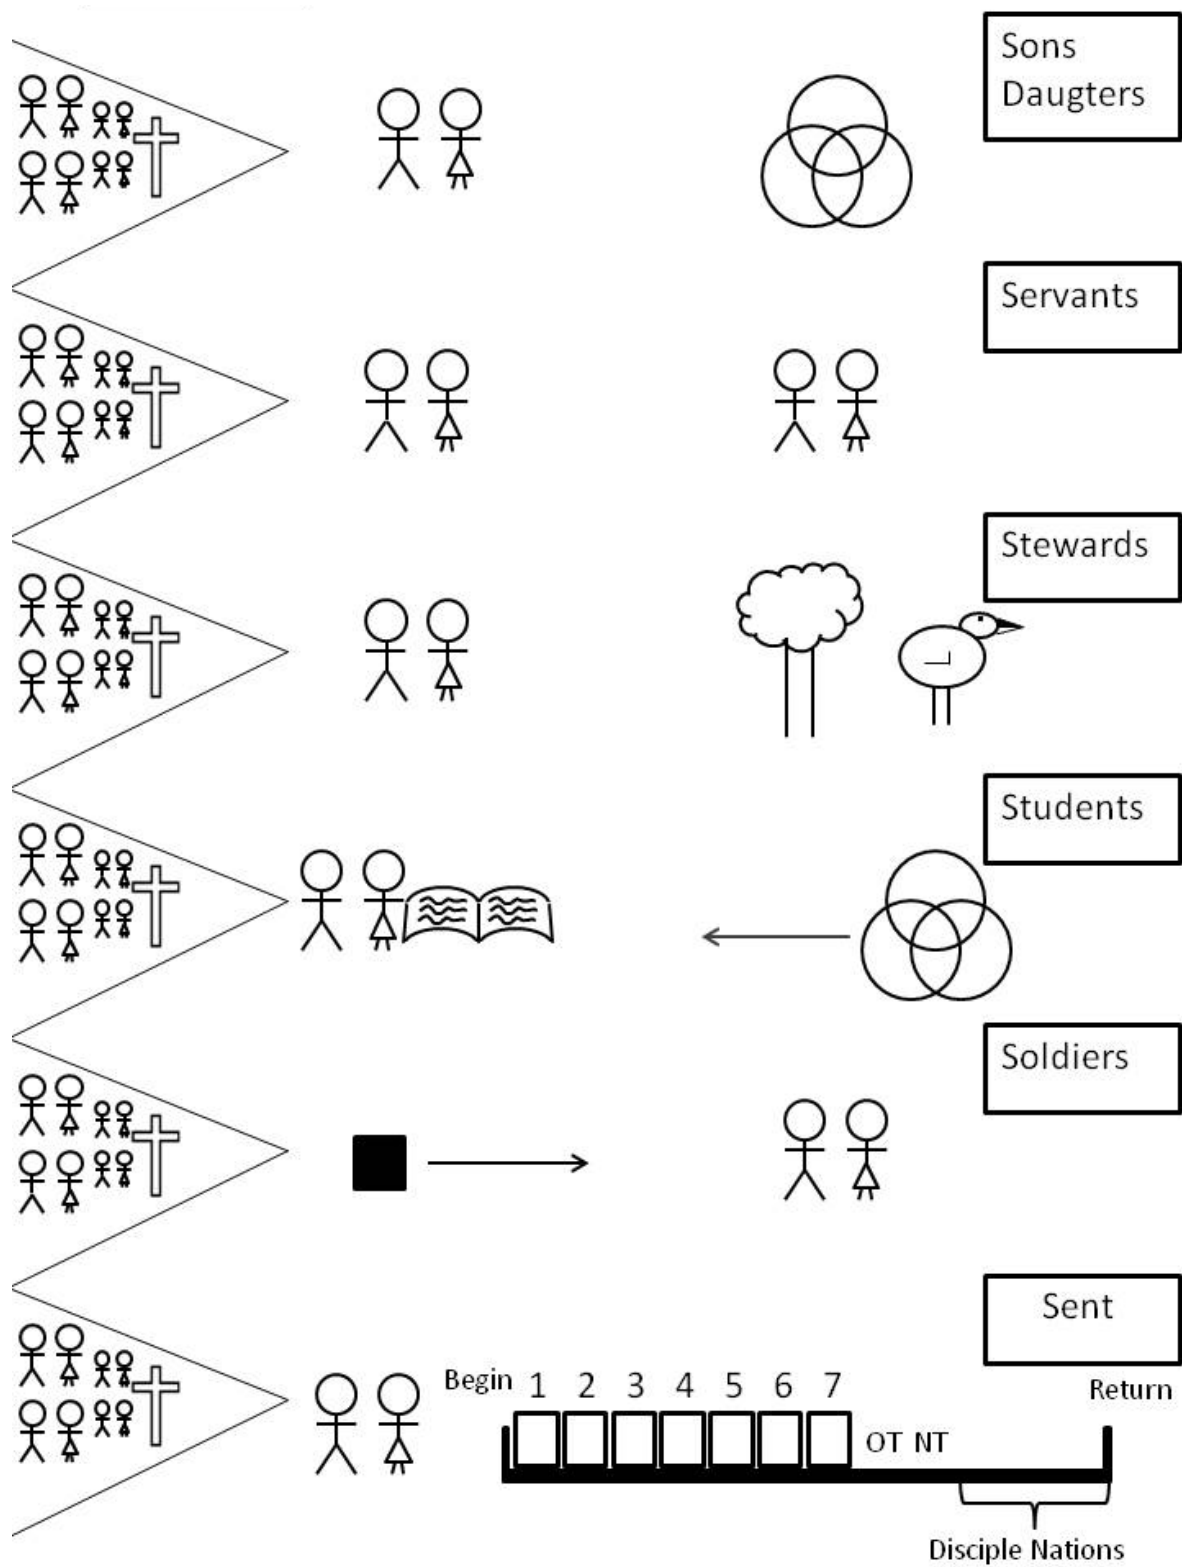 Sons
Daugters
Servants
Stewards
Students
Soldiers
Sent
Begin 1 2 3 4 5 6 7
Return
OT NT
Disciple Nations